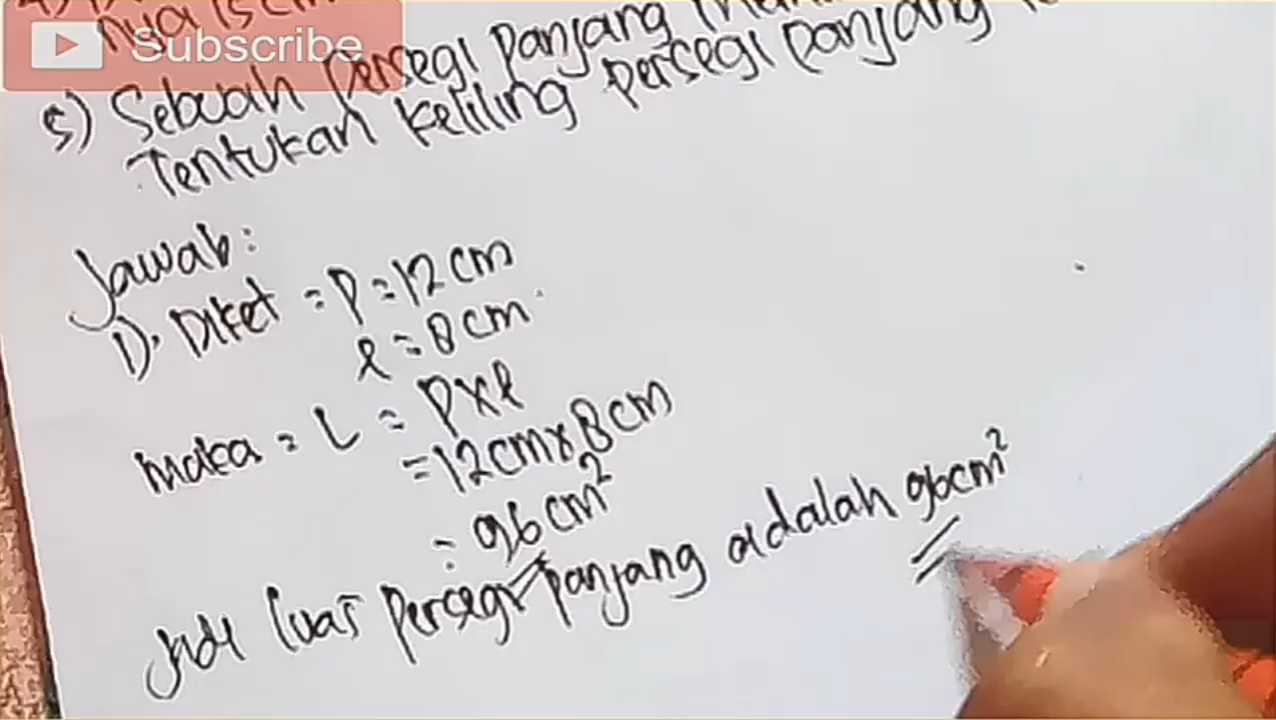 Subscribe
5) Sebuah Persegi Panjang
Tentukan Keliling Persegi Panjang
Jawab:
1). Diket = P = 12 cm
l = 8 cm.
Maka = L = P x l
= 12 cm x 8 cm
= 96 cm²
Jadi luas Persegi panjang adalah 96 cm²